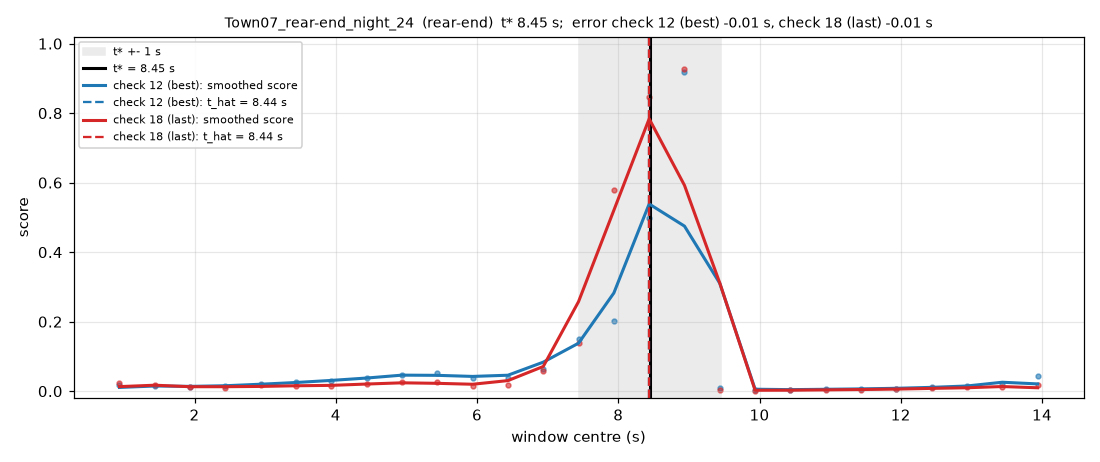 Town07_rear-end_night_24  (rear-end)  t* 8.45 s;  error check 12 (best) -0.01 s, check 18 (last) -0.01 s
t* +- 1 s
t* = 8.45 s
check 12 (best): smoothed score
check 12 (best): t_hat = 8.44 s
check 18 (last): smoothed score
check 18 (last): t_hat = 8.44 s
1.0
0.8
0.6
0.4
0.2
0.0
score
2 4 6 8 10 12 14
window centre (s)